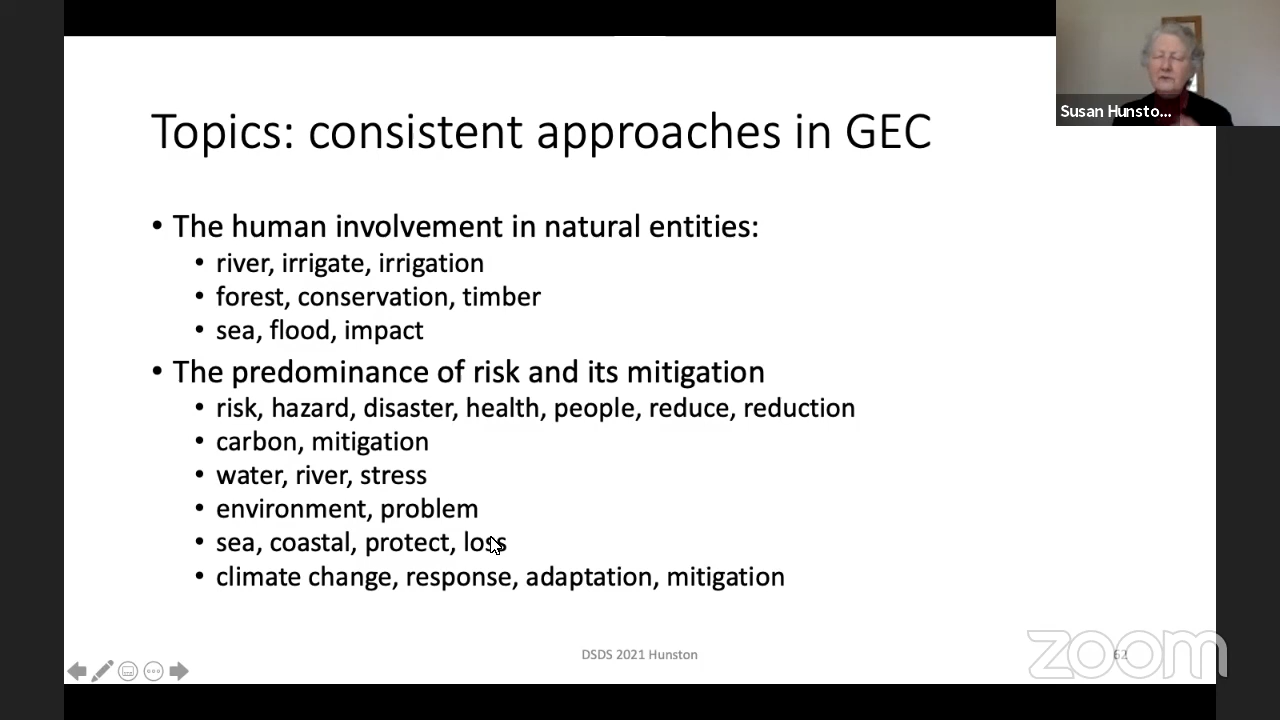 Susan Hunsto...
Topics: consistent approaches in GEC
• The human involvement in natural entities:
• river, irrigate, irrigation
• forest, conservation, timber
• sea, flood, impact
• The predominance of risk and its mitigation
• risk, hazard, disaster, health, people, reduce, reduction
• carbon, mitigation
• water, river, stress
• environment, problem
• sea, coastal, protect, loss
• climate change, response, adaptation, mitigation
DSDS 2021 Hunston
62
zoom